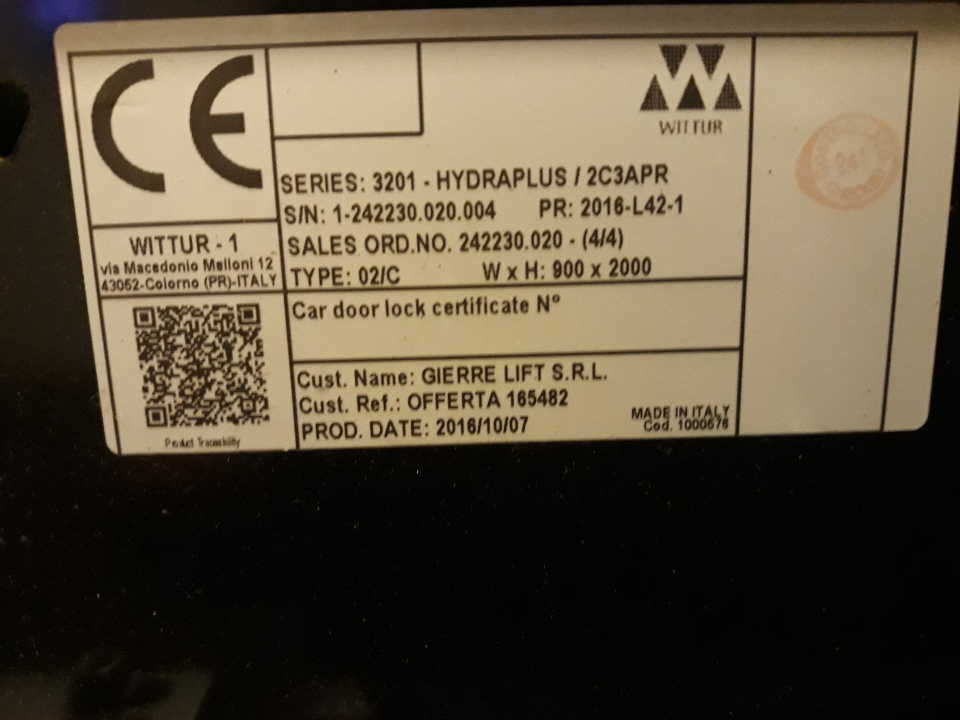 CE
WITTUR
SERIES: 3201 - HYDRAPLUS / 2C3APR
S/N: 1-242230.020.004 PR: 2016-L42-1
SALES ORD.NO. 242230.020 - (4/4)
TYPE: 02/C W x H: 900 x 2000
WITTUR - 1
via Macedonio Melloni 12
43052-Colorno (PR)-ITALY
Car door lock certificate N°
Cust. Name: GIERRE LIFT S.R.L.
Cust. Ref.: OFFERTA 165482
PROD. DATE: 2016/10/07
MADE IN ITALY
Cod. 1000676
Product Traceability